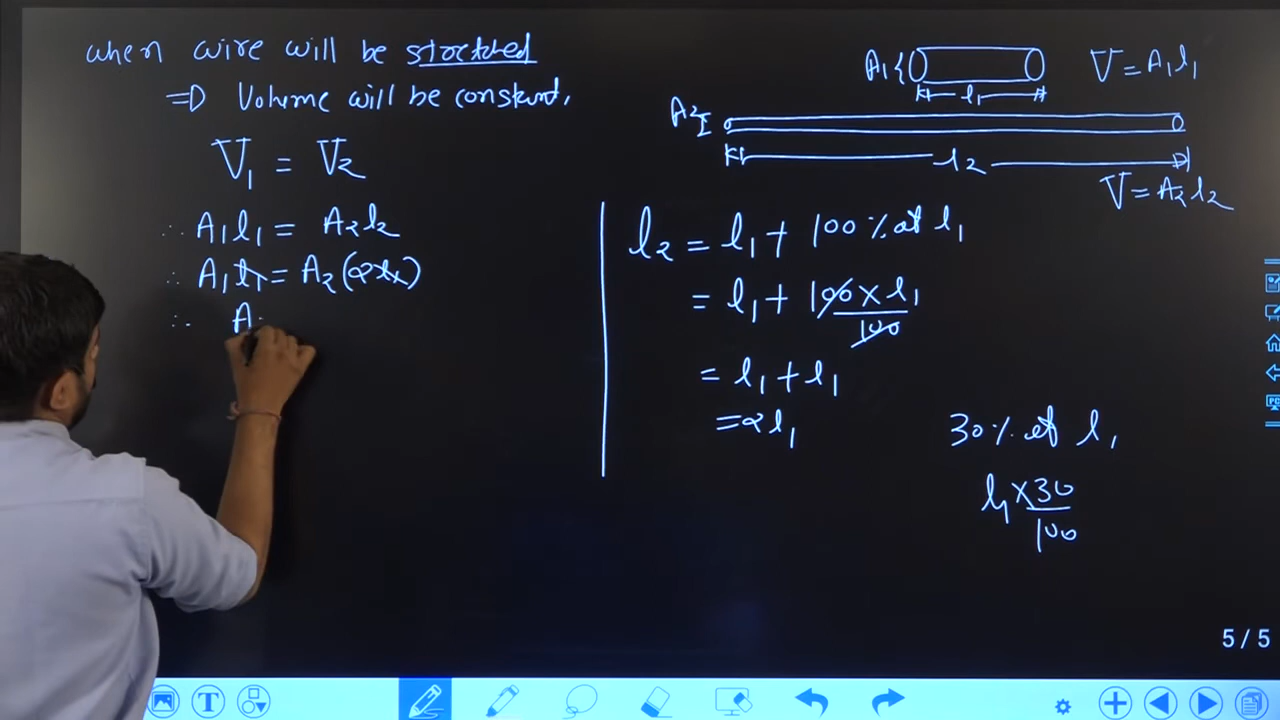 when wire will be stretched
⇒ Volume will be constant,
V₁ = V₂
∴ A₁l₁ = A₂l₂
∴ A₁l₁ = A₂(2l₁)
∴ A
A₁{
l₁
V = A₁l₁
A₂
l₂
V = A₂l₂
l₂ = l₁ + 100% of l₁
= l₁ + 100 × l₁
100
= l₁ + l₁
= 2l₁
30% of l₁
l₁ × 30
100
5 / 5
T